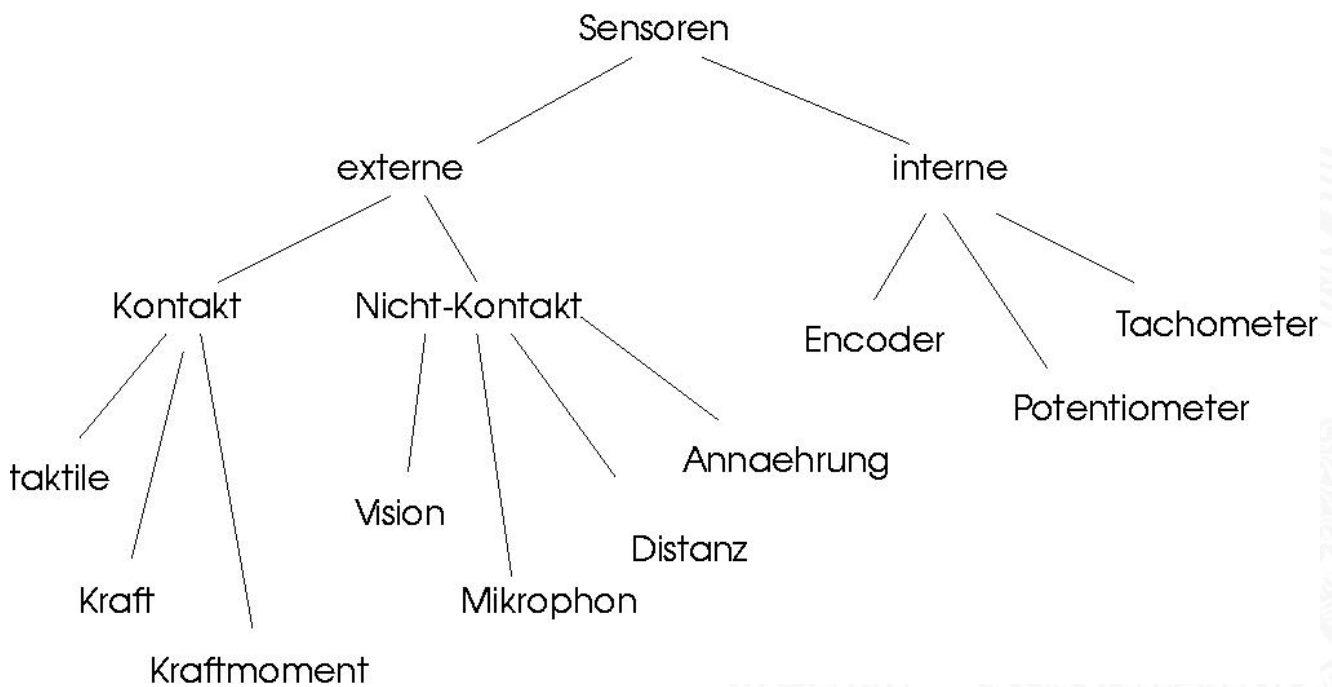 Sensoren
externe
interne
Kontakt
Nicht-Kontakt
Encoder
Tachometer
Potentiometer
taktile
Annaehrung
Vision
Distanz
Kraft
Mikrophon
Kraftmoment